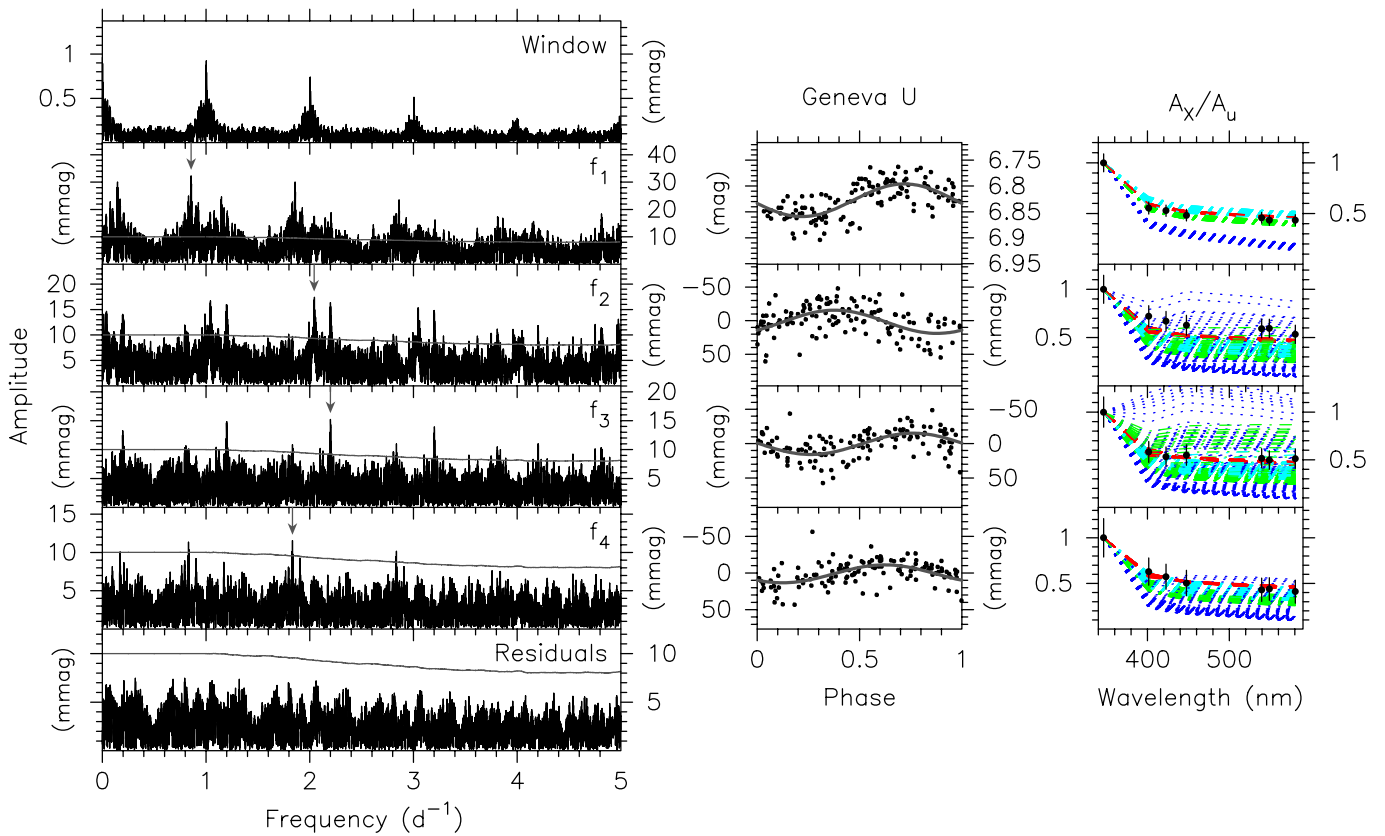 Window
1
0.5
(mmag)
f1
(mmag)
40
30
20
10
f2
20
15
10
5
(mmag)
f3
(mmag)
20
15
10
5
f4
15
10
5
(mmag)
Residuals
(mmag)
10
5
Amplitude
0 1 2 3 4 5
Frequency (d−1)
Geneva U
(mag)
6.75
6.8
6.85
6.9
6.95
−50
0
50
(mmag)
(mmag)
−50
0
50
−50
0
50
(mmag)
0 0.5 1
Phase
AX/Au
1
0.5
1
0.5
1
0.5
1
0.5
400 500
Wavelength (nm)